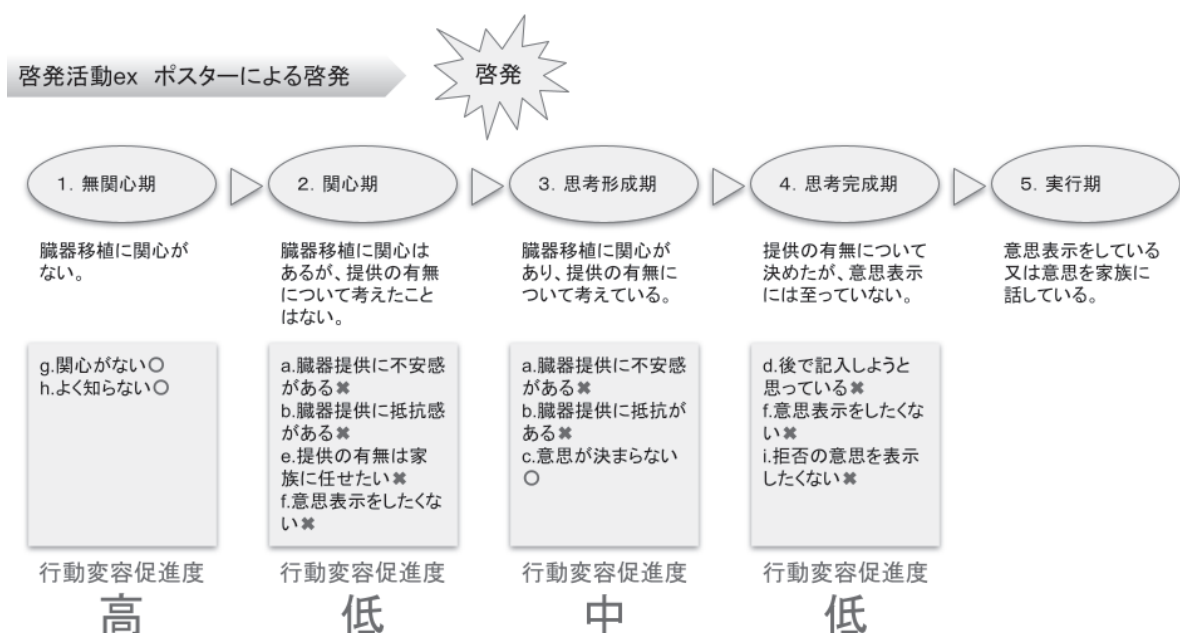 啓発活動ex ポスターによる啓発
啓発
1. 無関心期
2. 関心期
3. 思考形成期
4. 思考完成期
5. 実行期
臓器移植に関心が
ない。
臓器移植に関心は
あるが、提供の有無
について考えたこと
はない。
臓器移植に関心が
あり、提供の有無に
ついて考えている。
提供の有無について
決めたが、意思表示
には至っていない。
意思表示をしている
又は意思を家族に
話している。
g.関心がない○
h.よく知らない○
a.臓器提供に不安感
がある✖
b.臓器提供に抵抗感
がある✖
e.提供の有無は家
族に任せたい✖
f.意思表示をしたくな
い✖
a.臓器提供に不安感
がある✖
b.臓器提供に抵抗が
ある✖
c.意思が決まらない
○
d.後で記入しようと
思っている✖
f.意思表示をしたくな
い✖
i.拒否の意思を表示
したくない✖
行動変容促進度
高
行動変容促進度
低
行動変容促進度
中
行動変容促進度
低